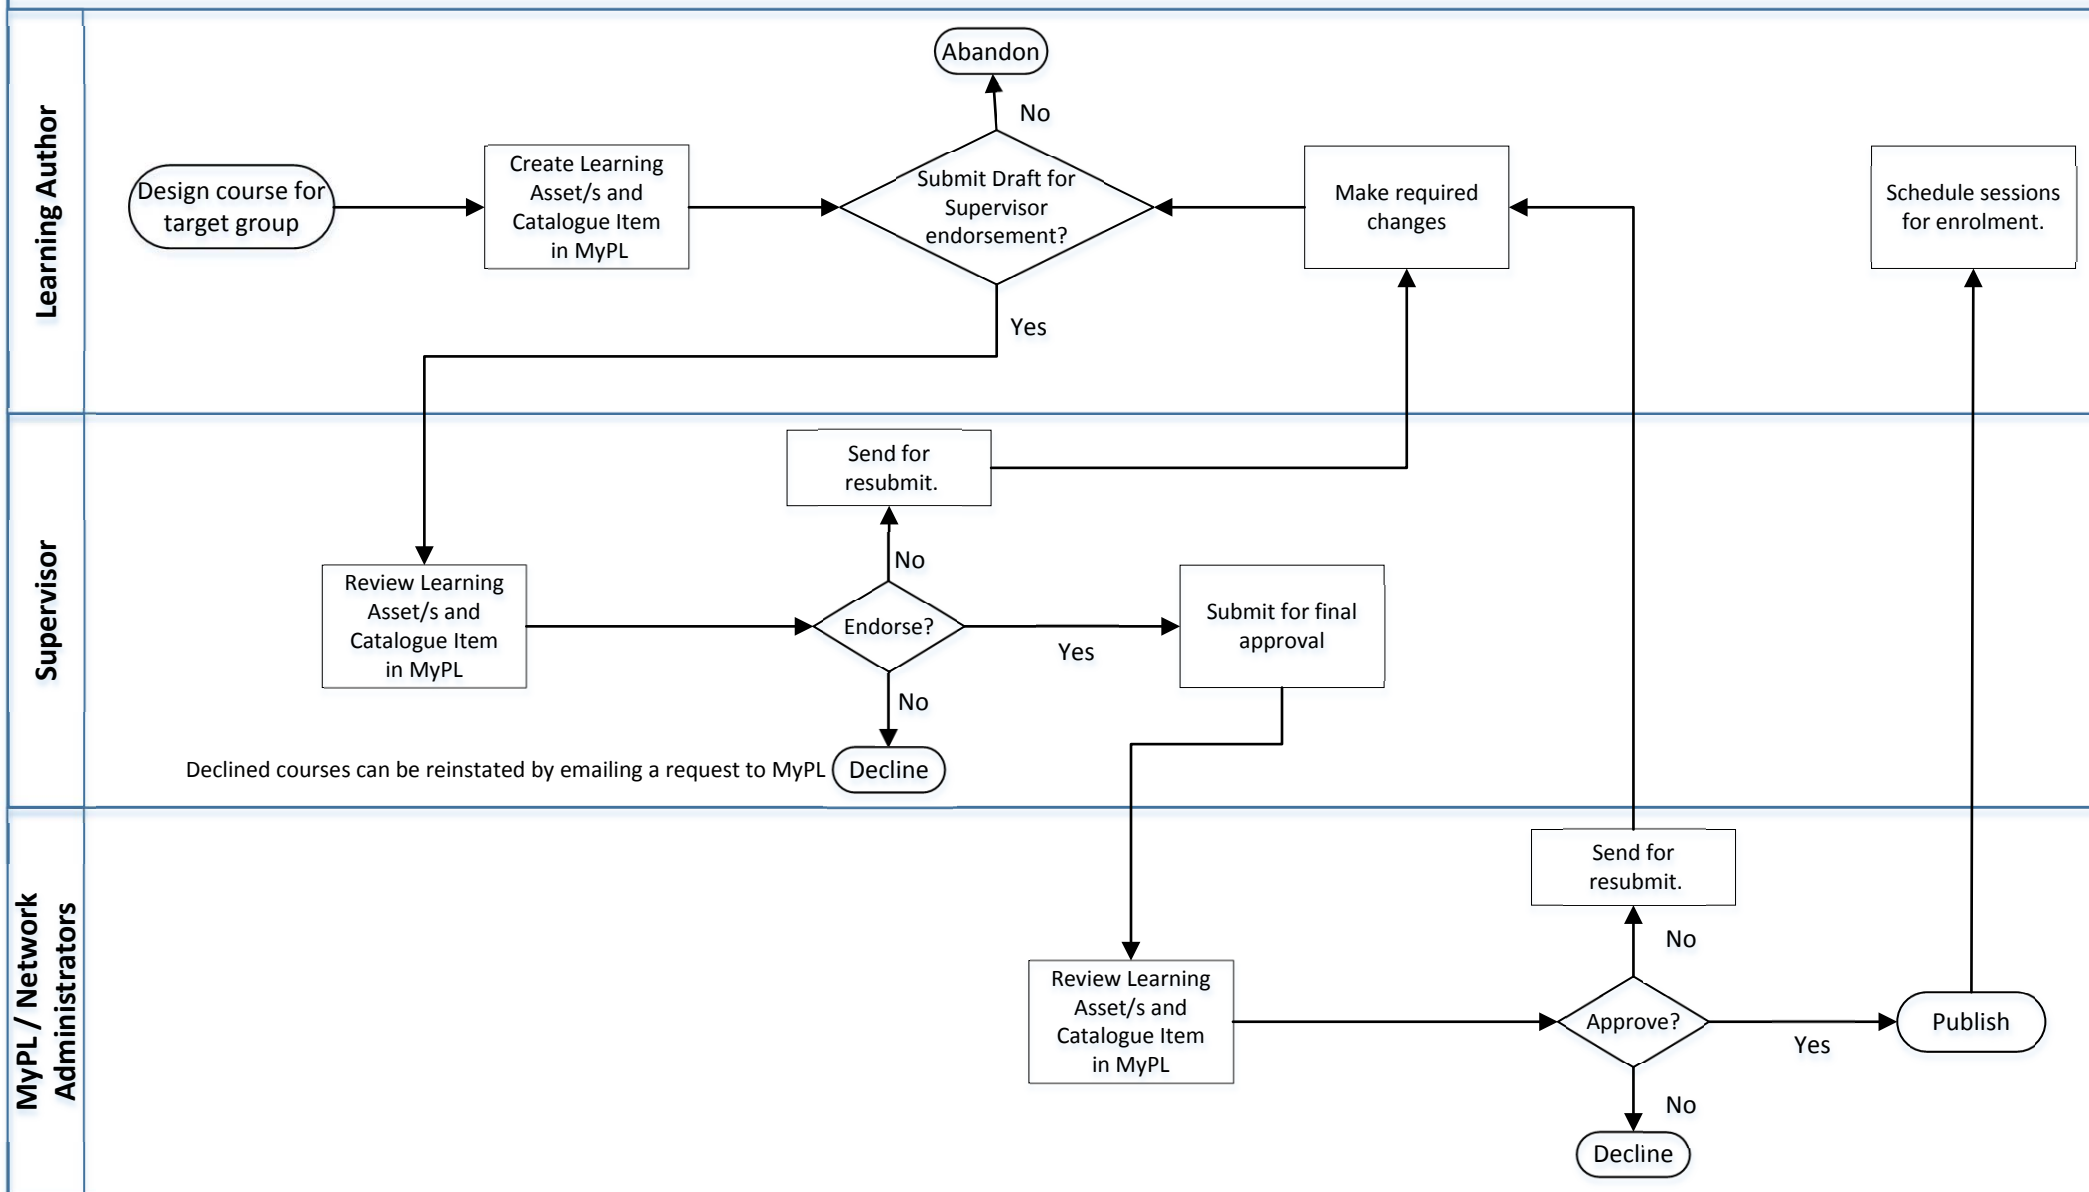 Learning Author
Abandon
No
Design course for
target group
Create Learning
Asset/s and
Catalogue Item
in MyPL
Submit Draft for
Supervisor
endorsement?
Make required
changes
Schedule sessions
for enrolment.
Yes
Supervisor
Send for
resubmit.
No
Review Learning
Asset/s and
Catalogue Item
in MyPL
Endorse?
Yes
Submit for final
approval
No
Declined courses can be reinstated by emailing a request to MyPL
Decline
MyPL / Network
Administrators
Send for
resubmit.
No
Review Learning
Asset/s and
Catalogue Item
in MyPL
Approve?
Yes
Publish
No
Decline